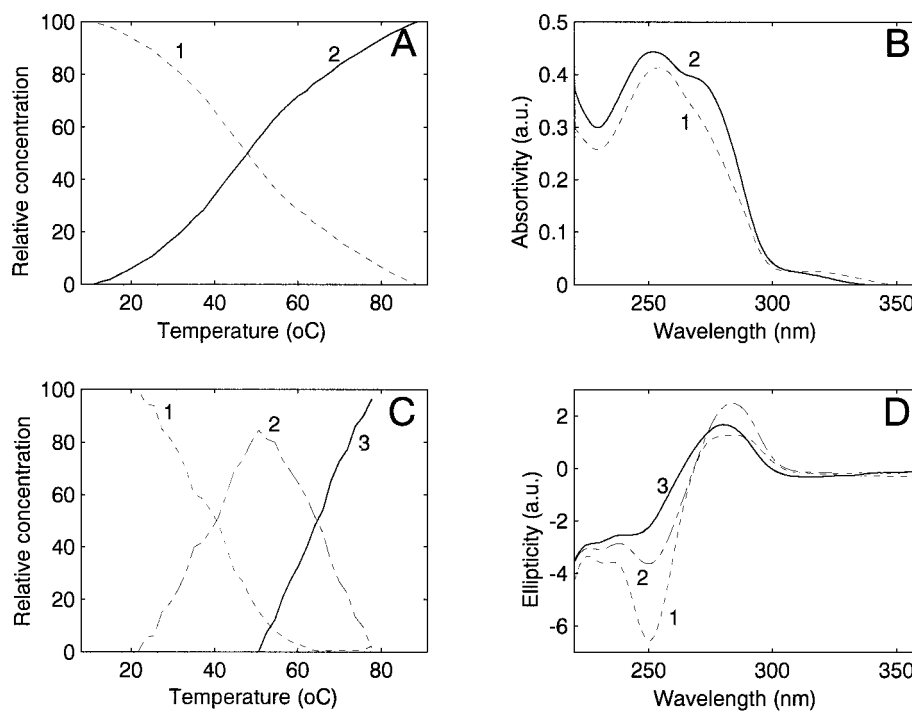 A
100
80
60
40
20
0
1
2
20 40 60 80
Relative concentration
Temperature (oC)
B
0.5
0.4
0.3
0.2
0.1
0
2
1
250 300 350
Absortivity (a.u.)
Wavelength (nm)
C
100
80
60
40
20
0
1
2
3
20 40 60 80
Relative concentration
Temperature (oC)
D
2
0
-2
-4
-6
3
2
1
250 300 350
Ellipticity (a.u.)
Wavelength (nm)